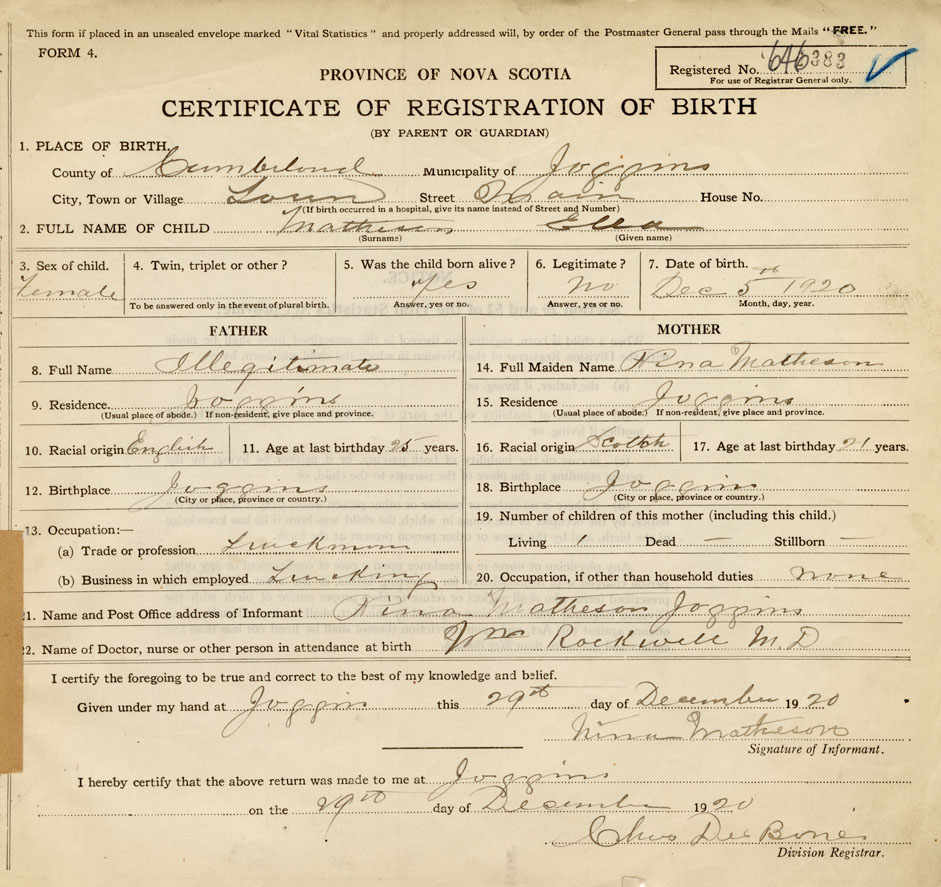 This form if placed in an unsealed envelope marked "Vital Statistics" and properly addressed will, by order of the Postmaster General pass through the Mails "FREE."
FORM 4.
Registered No. 646383
For use of Registrar General only.
PROVINCE OF NOVA SCOTIA
CERTIFICATE OF REGISTRATION OF BIRTH
(BY PARENT OR GUARDIAN)
1. PLACE OF BIRTH.
County of Cumberland Municipality of Joggins
City, Town or Village Town Street Main House No.
(If birth occurred in a hospital, give its name instead of Street and Number)
2. FULL NAME OF CHILD Matheson Ella
(Surname) (Given name)
3. Sex of child. 4. Twin, triplet or other? 5. Was the child born alive? 6. Legitimate? 7. Date of birth.
Female Yes No Dec 5th 1920
To be answered only in the event of plural birth. Answer, yes or no. Answer, yes or no. Month, day, year.
FATHER
8. Full Name Illegitimate
9. Residence. Joggins
(Usual place of abode.) If non-resident, give place and province.
10. Racial origin English 11. Age at last birthday 25 years.
12. Birthplace Joggins
(City or place, province or country.)
13. Occupation:—
(a) Trade or profession Truckman
(b) Business in which employed Trucking
MOTHER
14. Full Maiden Name Nina Matheson
15. Residence Joggins
(Usual place of abode.) If non-resident, give place and province.
16. Racial origin Scotch 17. Age at last birthday 21 years.
18. Birthplace Joggins
(City or place, province or country.)
19. Number of children of this mother (including this child.)
Living 1 Dead — Stillborn —
20. Occupation, if other than household duties none
21. Name and Post Office address of Informant Nina Matheson Joggins
22. Name of Doctor, nurse or other person in attendance at birth Wm Rockwell M.D
I certify the foregoing to be true and correct to the best of my knowledge and belief.
Given under my hand at Joggins this 29th day of December 1920
Nina Matheson
Signature of Informant.
I hereby certify that the above return was made to me at Joggins
on the 29th day of December 1920
Chas
Division Registrar.